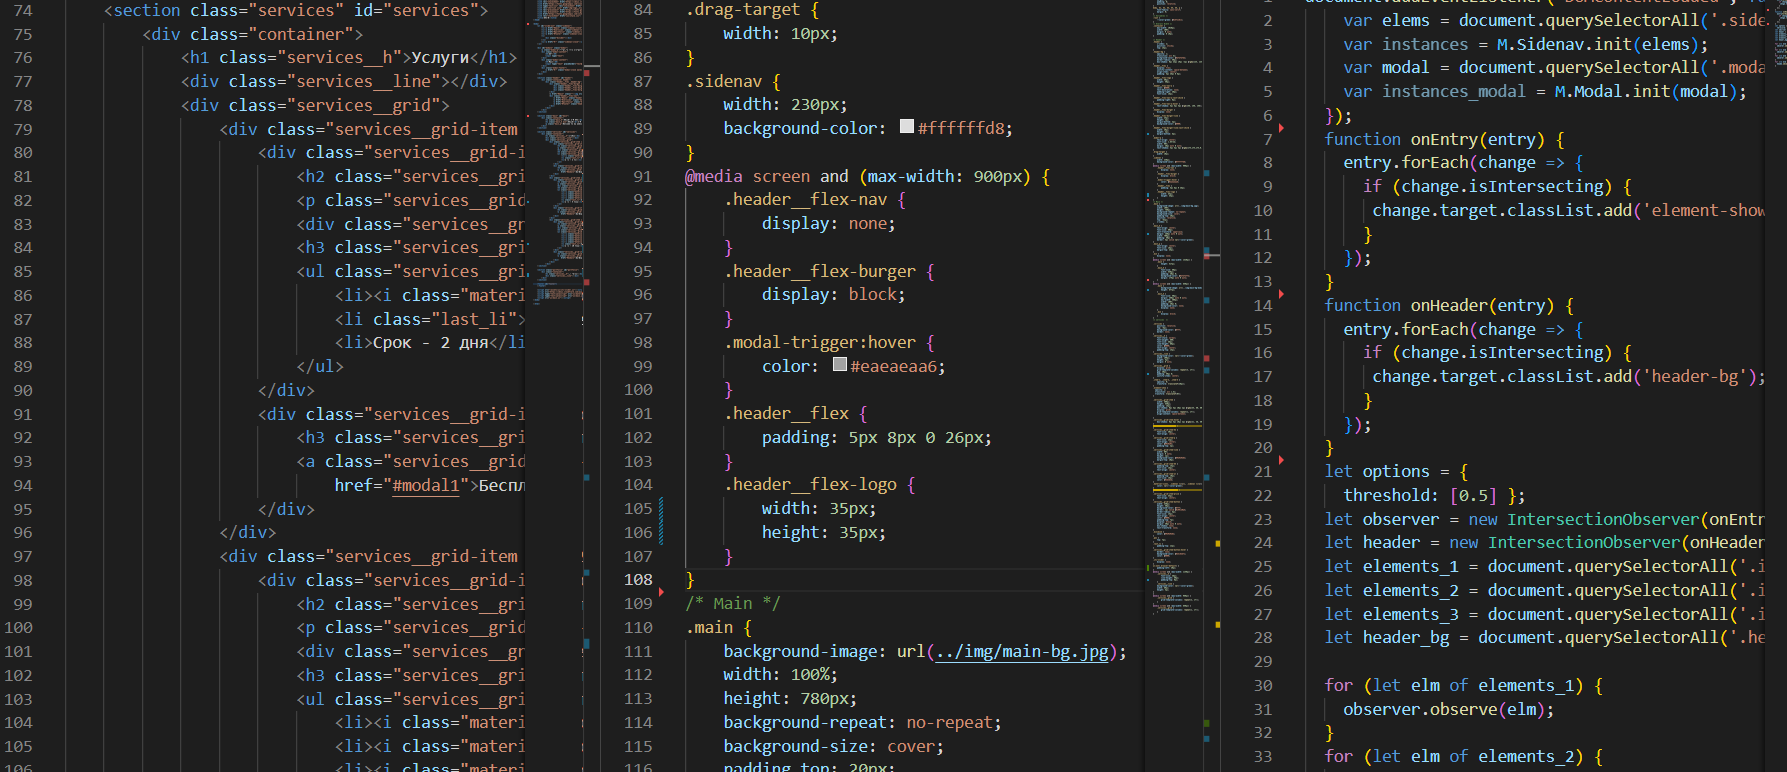 74 <section class="services" id="services">
75 <div class="container">
76 <h1 class="services__h">Услуги</h1>
77 <div class="services__line"></div>
78 <div class="services__grid">
79 <div class="services__grid-item
80 <div class="services__grid-i
81 <h2 class="services__gri
82 <p class="services__grid
83 <div class="services__gr
84 <h3 class="services__gri
85 <ul class="services__gri
86 <li><i class="materi
87 <li class="last_li">
88 <li>Срок - 2 дня</li
89 </ul>
90 </div>
91 <div class="services__grid-i
92 <h3 class="services__gri
93 <a class="services__grid
94 href="#modal1">Беспл
95 </div>
96 </div>
97 <div class="services__grid-item
98 <div class="services__grid-i
99 <h2 class="services__gri
100 <p class="services__grid
101 <div class="services__gr
102 <h3 class="services__gri
103 <ul class="services__gri
104 <li><i class="materi
105 <li><i class="materi
106 <li><i class="materi
84 .drag-target {
85 width: 10px;
86 }
87 .sidenav {
88 width: 230px;
89 background-color: #ffffffd8;
90 }
91 @media screen and (max-width: 900px) {
92 .header__flex-nav {
93 display: none;
94 }
95 .header__flex-burger {
96 display: block;
97 }
98 .modal-trigger:hover {
99 color: #eaeaeaa6;
100 }
101 .header__flex {
102 padding: 5px 8px 0 26px;
103 }
104 .header__flex-logo {
105 width: 35px;
106 height: 35px;
107 }
108 }
109 /* Main */
110 .main {
111 background-image: url(../img/main-bg.jpg);
112 width: 100%;
113 height: 780px;
114 background-repeat: no-repeat;
115 background-size: cover;
116 padding top: 20px;
2 var elems = document.querySelectorAll('.side
3 var instances = M.Sidenav.init(elems);
4 var modal = document.querySelectorAll('.moda
5 var instances_modal = M.Modal.init(modal);
6 });
7 function onEntry(entry) {
8 entry.forEach(change => {
9 if (change.isIntersecting) {
10 change.target.classList.add('element-show
11 }
12 });
13 }
14 function onHeader(entry) {
15 entry.forEach(change => {
16 if (change.isIntersecting) {
17 change.target.classList.add('header-bg');
18 }
19 });
20 }
21 let options = {
22 threshold: [0.5] };
23 let observer = new IntersectionObserver(onEntr
24 let header = new IntersectionObserver(onHeader
25 let elements_1 = document.querySelectorAll('.i
26 let elements_2 = document.querySelectorAll('.i
27 let elements_3 = document.querySelectorAll('.i
28 let header_bg = document.querySelectorAll('.he
29
30 for (let elm of elements_1) {
31 observer.observe(elm);
32 }
33 for (let elm of elements_2) {